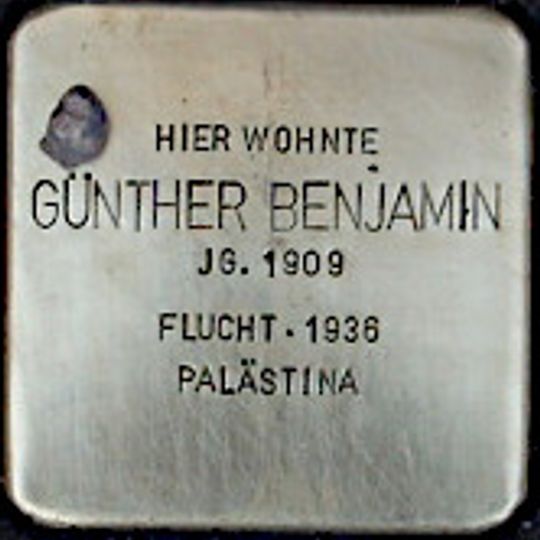 HIER WOHNTE
GÜNTHER BENJAMIN
JG. 1909
FLUCHT · 1936
PALÄSTINA